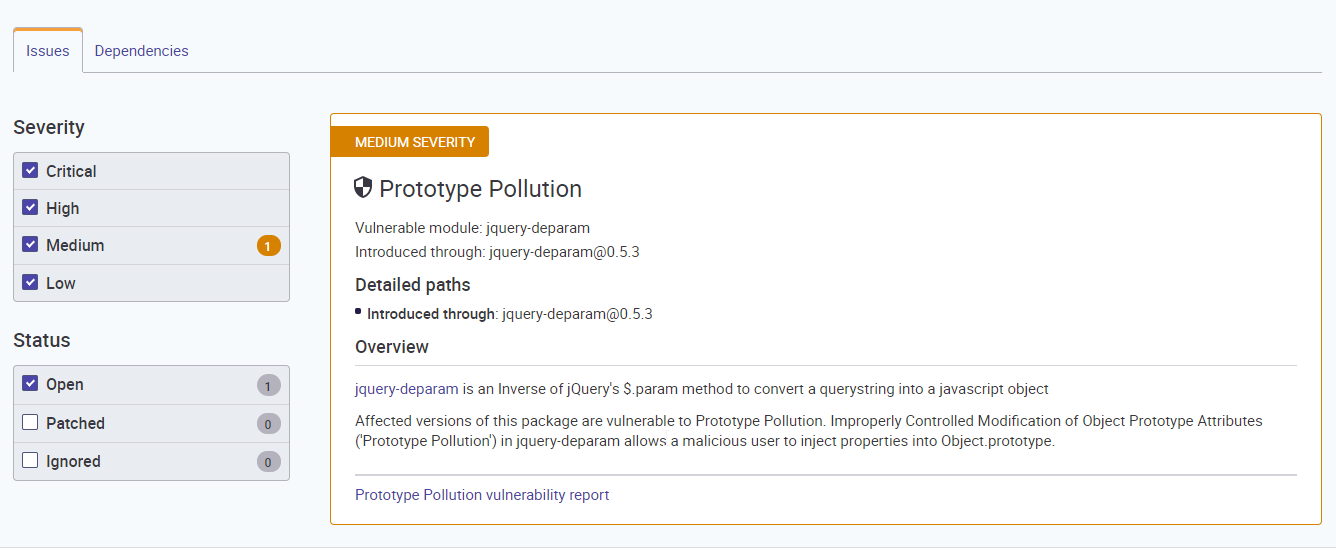 Issues
Dependencies
Severity
Critical
High
Medium 1
Low
Status
Open 1
Patched 0
Ignored 0
MEDIUM SEVERITY
Prototype Pollution
Vulnerable module: jquery-deparam
Introduced through: jquery-deparam@0.5.3
Detailed paths
Introduced through: jquery-deparam@0.5.3
Overview
jquery-deparam is an Inverse of jQuery's $.param method to convert a querystring into a javascript object
Affected versions of this package are vulnerable to Prototype Pollution. Improperly Controlled Modification of Object Prototype Attributes
('Prototype Pollution') in jquery-deparam allows a malicious user to inject properties into Object.prototype.
Prototype Pollution vulnerability report